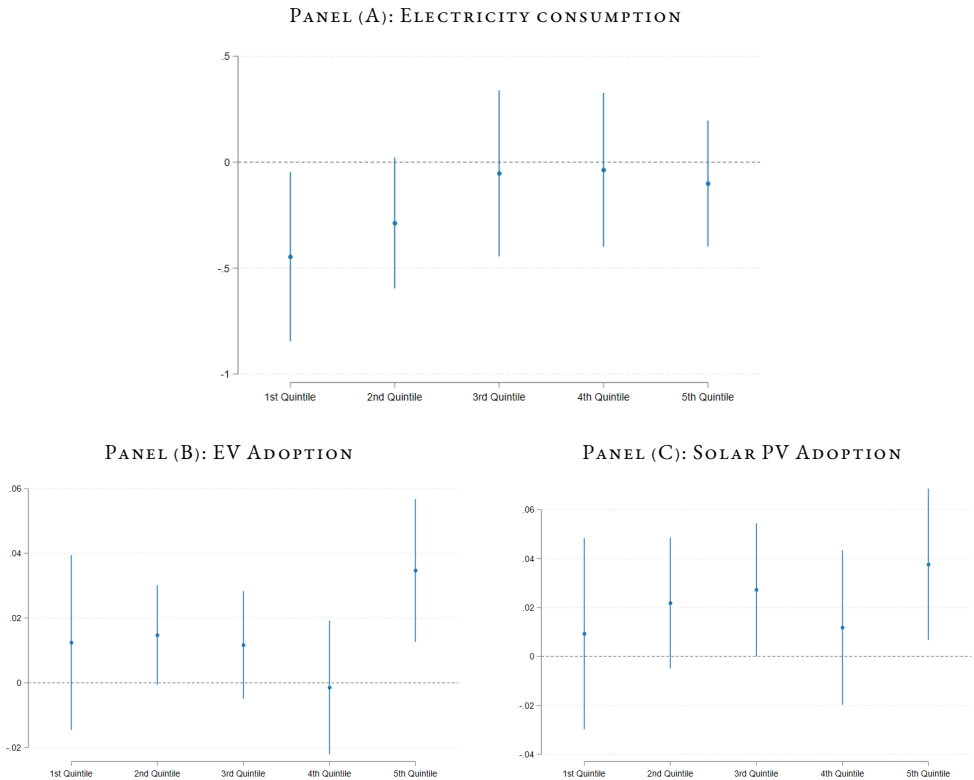 Panel (A): Electricity consumption
.5
0
-.5
-1
1st Quintile 2nd Quintile 3rd Quintile 4th Quintile 5th Quintile
Panel (B): EV Adoption
.06
.04
.02
0
-.02
1st Quintile 2nd Quintile 3rd Quintile 4th Quintile 5th Quintile
Panel (C): Solar PV Adoption
.06
.04
.02
0
-.02
-.04
1st Quintile 2nd Quintile 3rd Quintile 4th Quintile 5th Quintile